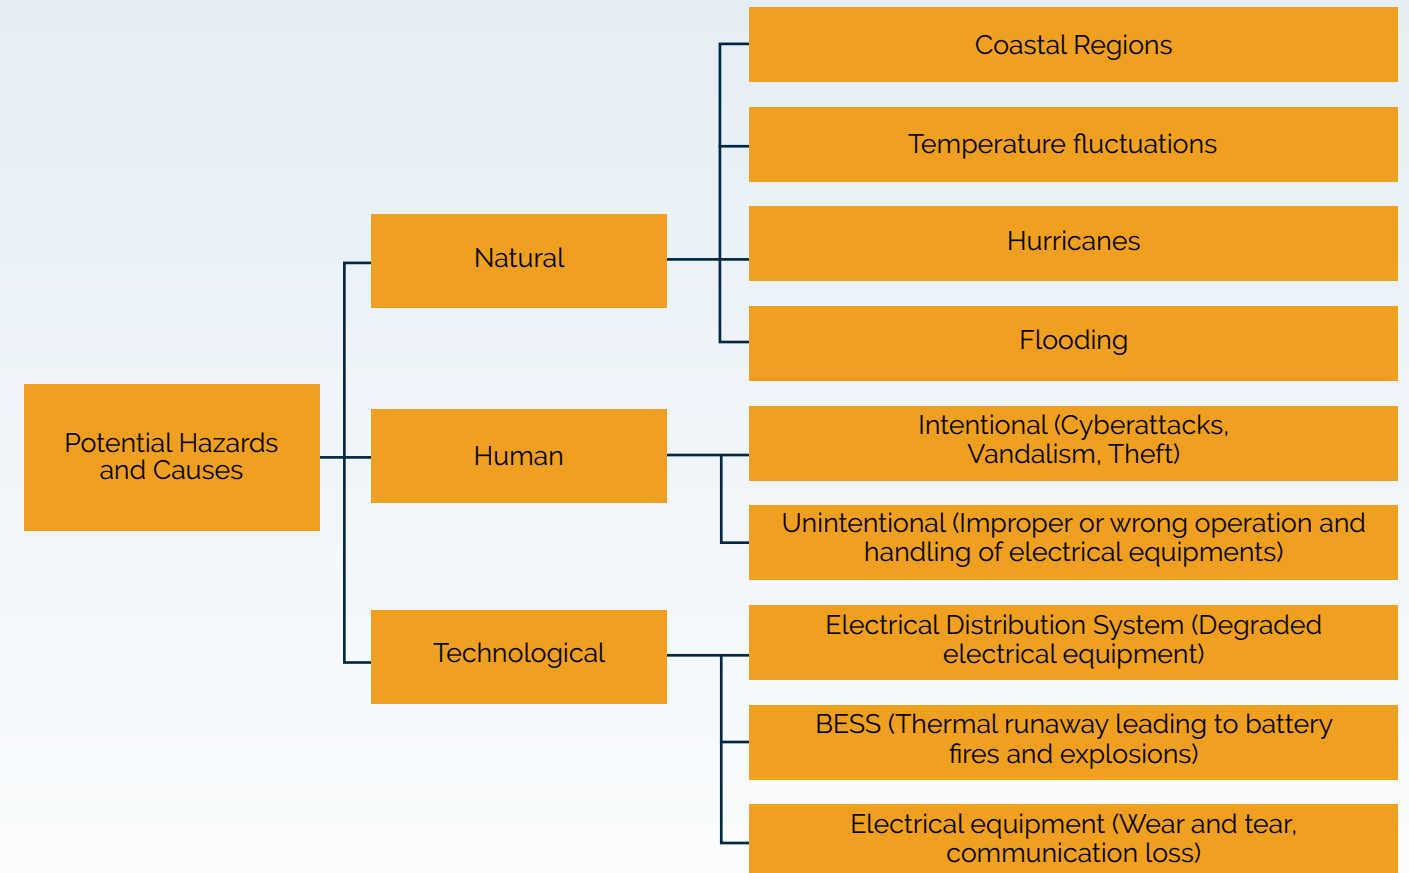 Potential Hazards
and Causes
Natural
Human
Technological
Coastal Regions
Temperature fluctuations
Hurricanes
Flooding
Intentional (Cyberattacks,
Vandalism, Theft)
Unintentional (Improper or wrong operation and
handling of electrical equipments)
Electrical Distribution System (Degraded
electrical equipment)
BESS (Thermal runaway leading to battery
fires and explosions)
Electrical equipment (Wear and tear,
communication loss)